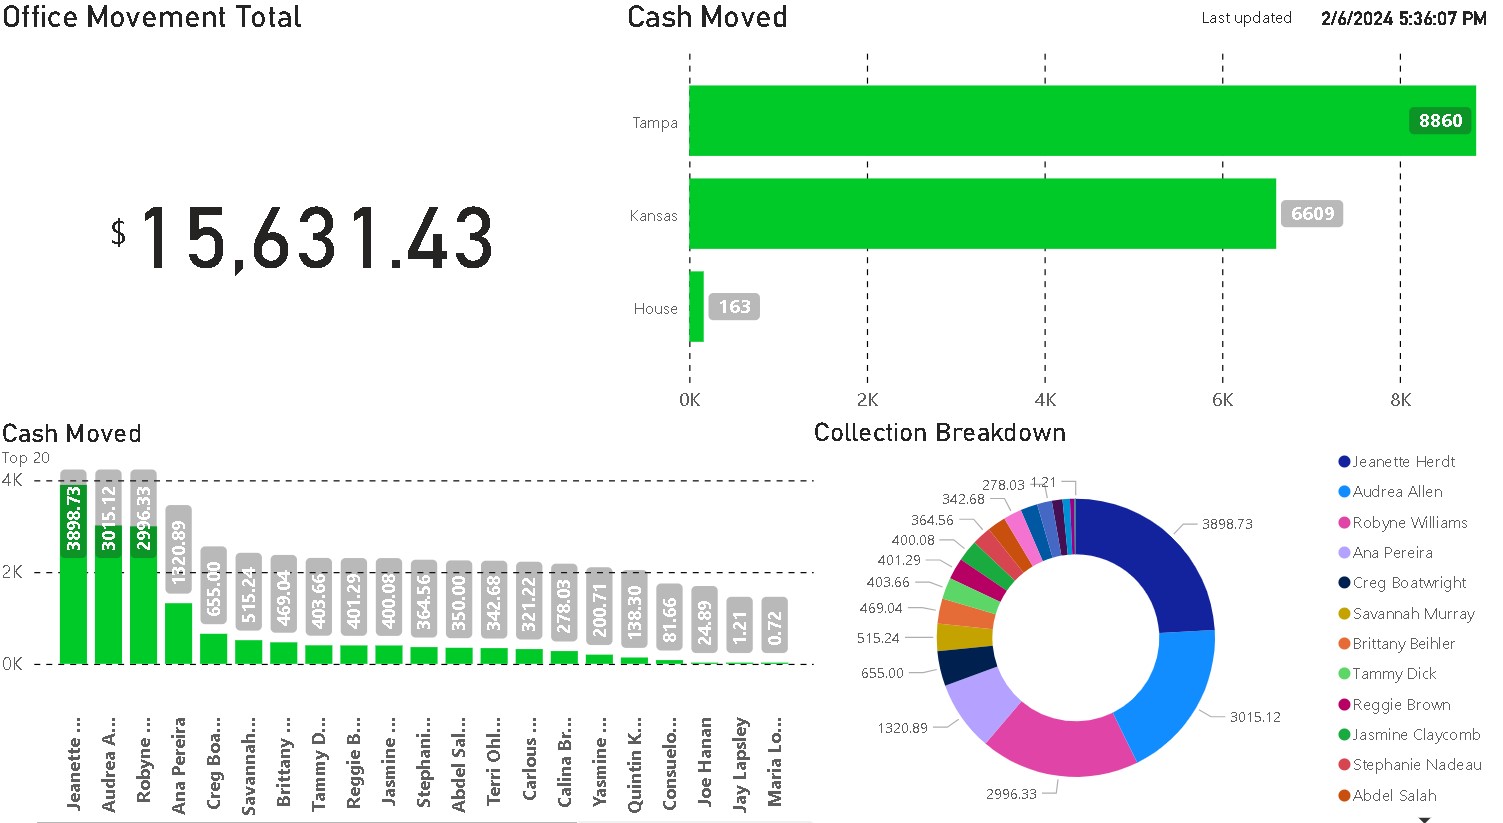 Office Movement Total
$ 15,631.43
Cash Moved
Last updated 2/6/2024 5:36:07 PM
Tampa 8860
Kansas 6609
House 163
0K 2K 4K 6K 8K
Cash Moved
Top 20
4K
2K
0K
3898.73
3015.12
2996.33
1320.89
655.00
515.24
469.04
403.66
401.29
400.08
364.56
350.00
342.68
321.22
278.03
200.71
138.30
81.66
24.89
1.21
0.72
Jeanette ...
Audrea A...
Robyne ...
Ana Pereira
Creg Boa...
Savannah...
Brittany ...
Tammy D...
Reggie B...
Jasmine ...
Stephani...
Abdel Sal...
Terri Ohl...
Carlous ...
Calina Br...
Yasmine ...
Quintin K...
Consuelo...
Joe Hanan
Jay Lapsley
Maria Lo...
Collection Breakdown
3898.73
3015.12
2996.33
1320.89
655.00
515.24
469.04
403.66
401.29
400.08
364.56
342.68
278.03
1.21
Jeanette Herdt
Audrea Allen
Robyne Williams
Ana Pereira
Creg Boatwright
Savannah Murray
Brittany Beihler
Tammy Dick
Reggie Brown
Jasmine Claycomb
Stephanie Nadeau
Abdel Salah